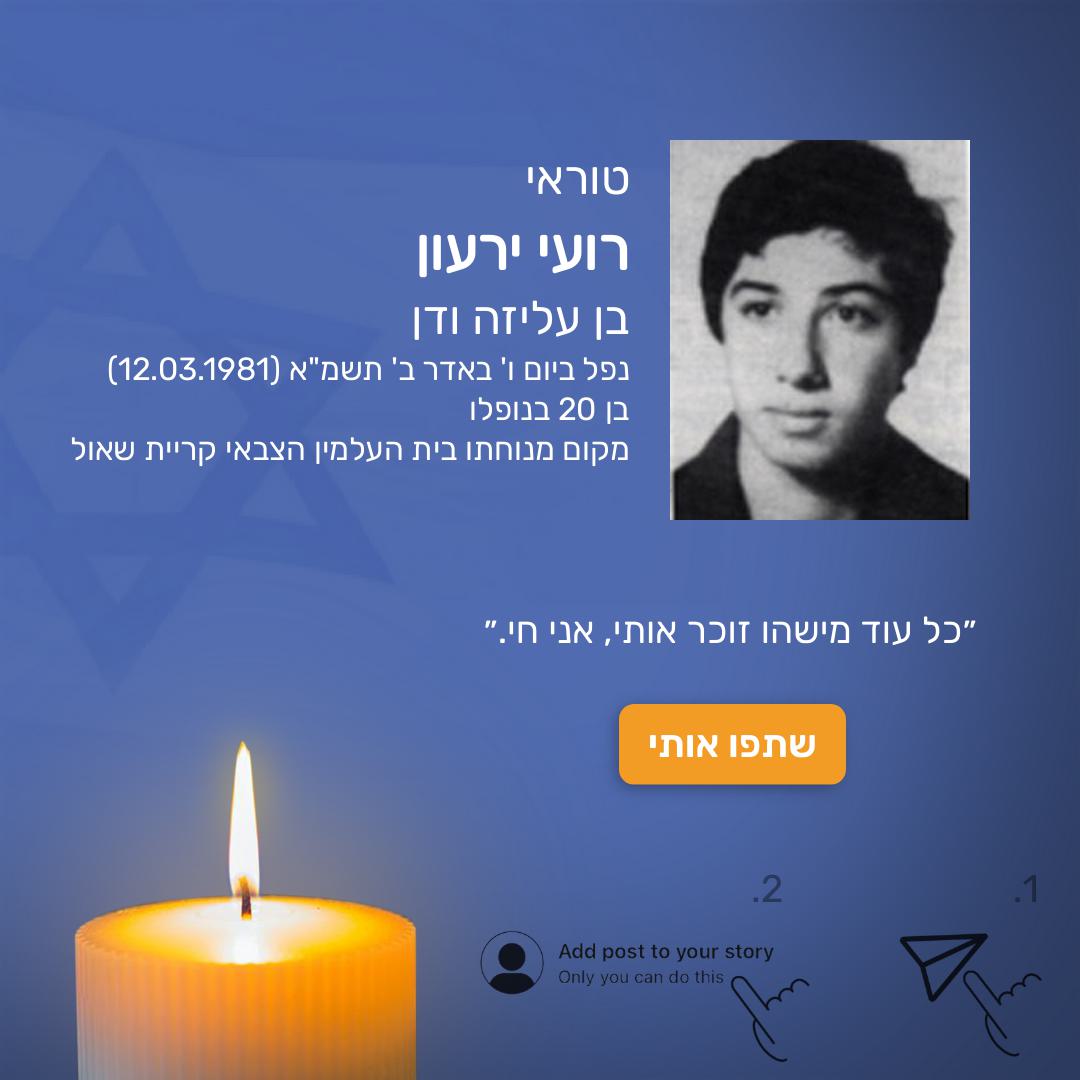 טוראי
רועי ירעון
בן עליזה ודן
נפל ביום ו' באדר ב' תשמ"א (12.03.1981)
בן 20 בנופלו
מקום מנוחתו בית העלמין הצבאי קריית שאול
״כל עוד מישהו זוכר אותי, אני חי.״
שתפו אותי
.1
.2
Add post to your story
Only you can do this